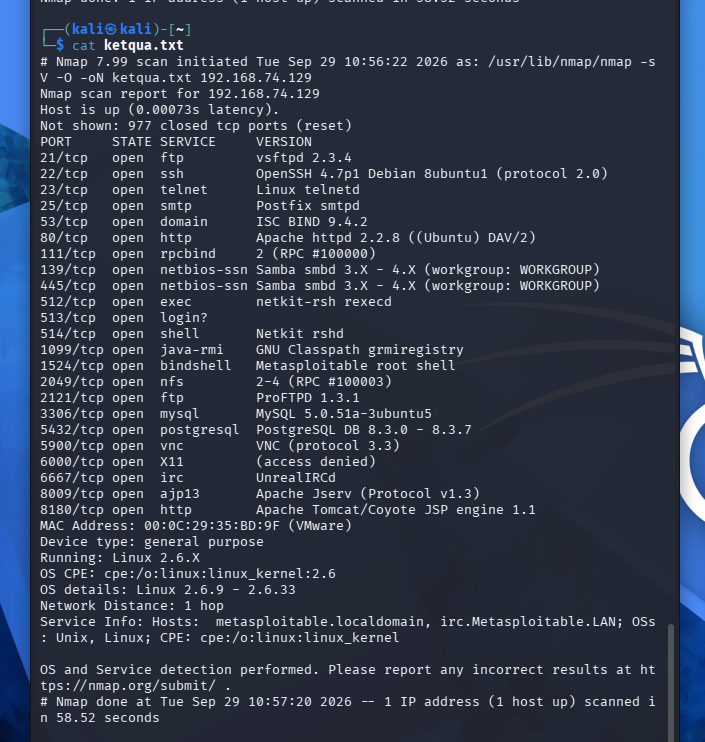 Nmap done: 1 IP address (1 host up) scanned in 58.52 seconds
┌──(kali㉿kali)-[~]
└─$ cat ketqua.txt
# Nmap 7.99 scan initiated Tue Sep 29 10:56:22 2026 as: /usr/lib/nmap/nmap -s
V -O -oN ketqua.txt 192.168.74.129
Nmap scan report for 192.168.74.129
Host is up (0.00073s latency).
Not shown: 977 closed tcp ports (reset)
PORT     STATE SERVICE     VERSION
21/tcp   open  ftp         vsftpd 2.3.4
22/tcp   open  ssh         OpenSSH 4.7p1 Debian 8ubuntu1 (protocol 2.0)
23/tcp   open  telnet      Linux telnetd
25/tcp   open  smtp        Postfix smtpd
53/tcp   open  domain      ISC BIND 9.4.2
80/tcp   open  http        Apache httpd 2.2.8 ((Ubuntu) DAV/2)
111/tcp  open  rpcbind     2 (RPC #100000)
139/tcp  open  netbios-ssn Samba smbd 3.X - 4.X (workgroup: WORKGROUP)
445/tcp  open  netbios-ssn Samba smbd 3.X - 4.X (workgroup: WORKGROUP)
512/tcp  open  exec        netkit-rsh rexecd
513/tcp  open  login?
514/tcp  open  shell       Netkit rshd
1099/tcp open  java-rmi    GNU Classpath grmiregistry
1524/tcp open  bindshell   Metasploitable root shell
2049/tcp open  nfs         2-4 (RPC #100003)
2121/tcp open  ftp         ProFTPD 1.3.1
3306/tcp open  mysql       MySQL 5.0.51a-3ubuntu5
5432/tcp open  postgresql  PostgreSQL DB 8.3.0 - 8.3.7
5900/tcp open  vnc         VNC (protocol 3.3)
6000/tcp open  X11         (access denied)
6667/tcp open  irc         UnrealIRCd
8009/tcp open  ajp13       Apache Jserv (Protocol v1.3)
8180/tcp open  http        Apache Tomcat/Coyote JSP engine 1.1
MAC Address: 00:0C:29:35:BD:9F (VMware)
Device type: general purpose
Running: Linux 2.6.X
OS CPE: cpe:/o:linux:linux_kernel:2.6
OS details: Linux 2.6.9 - 2.6.33
Network Distance: 1 hop
Service Info: Hosts:  metasploitable.localdomain, irc.Metasploitable.LAN; OSs
: Unix, Linux; CPE: cpe:/o:linux:linux_kernel
OS and Service detection performed. Please report any incorrect results at ht
tps://nmap.org/submit/ .
# Nmap done at Tue Sep 29 10:57:20 2026 -- 1 IP address (1 host up) scanned i
n 58.52 seconds